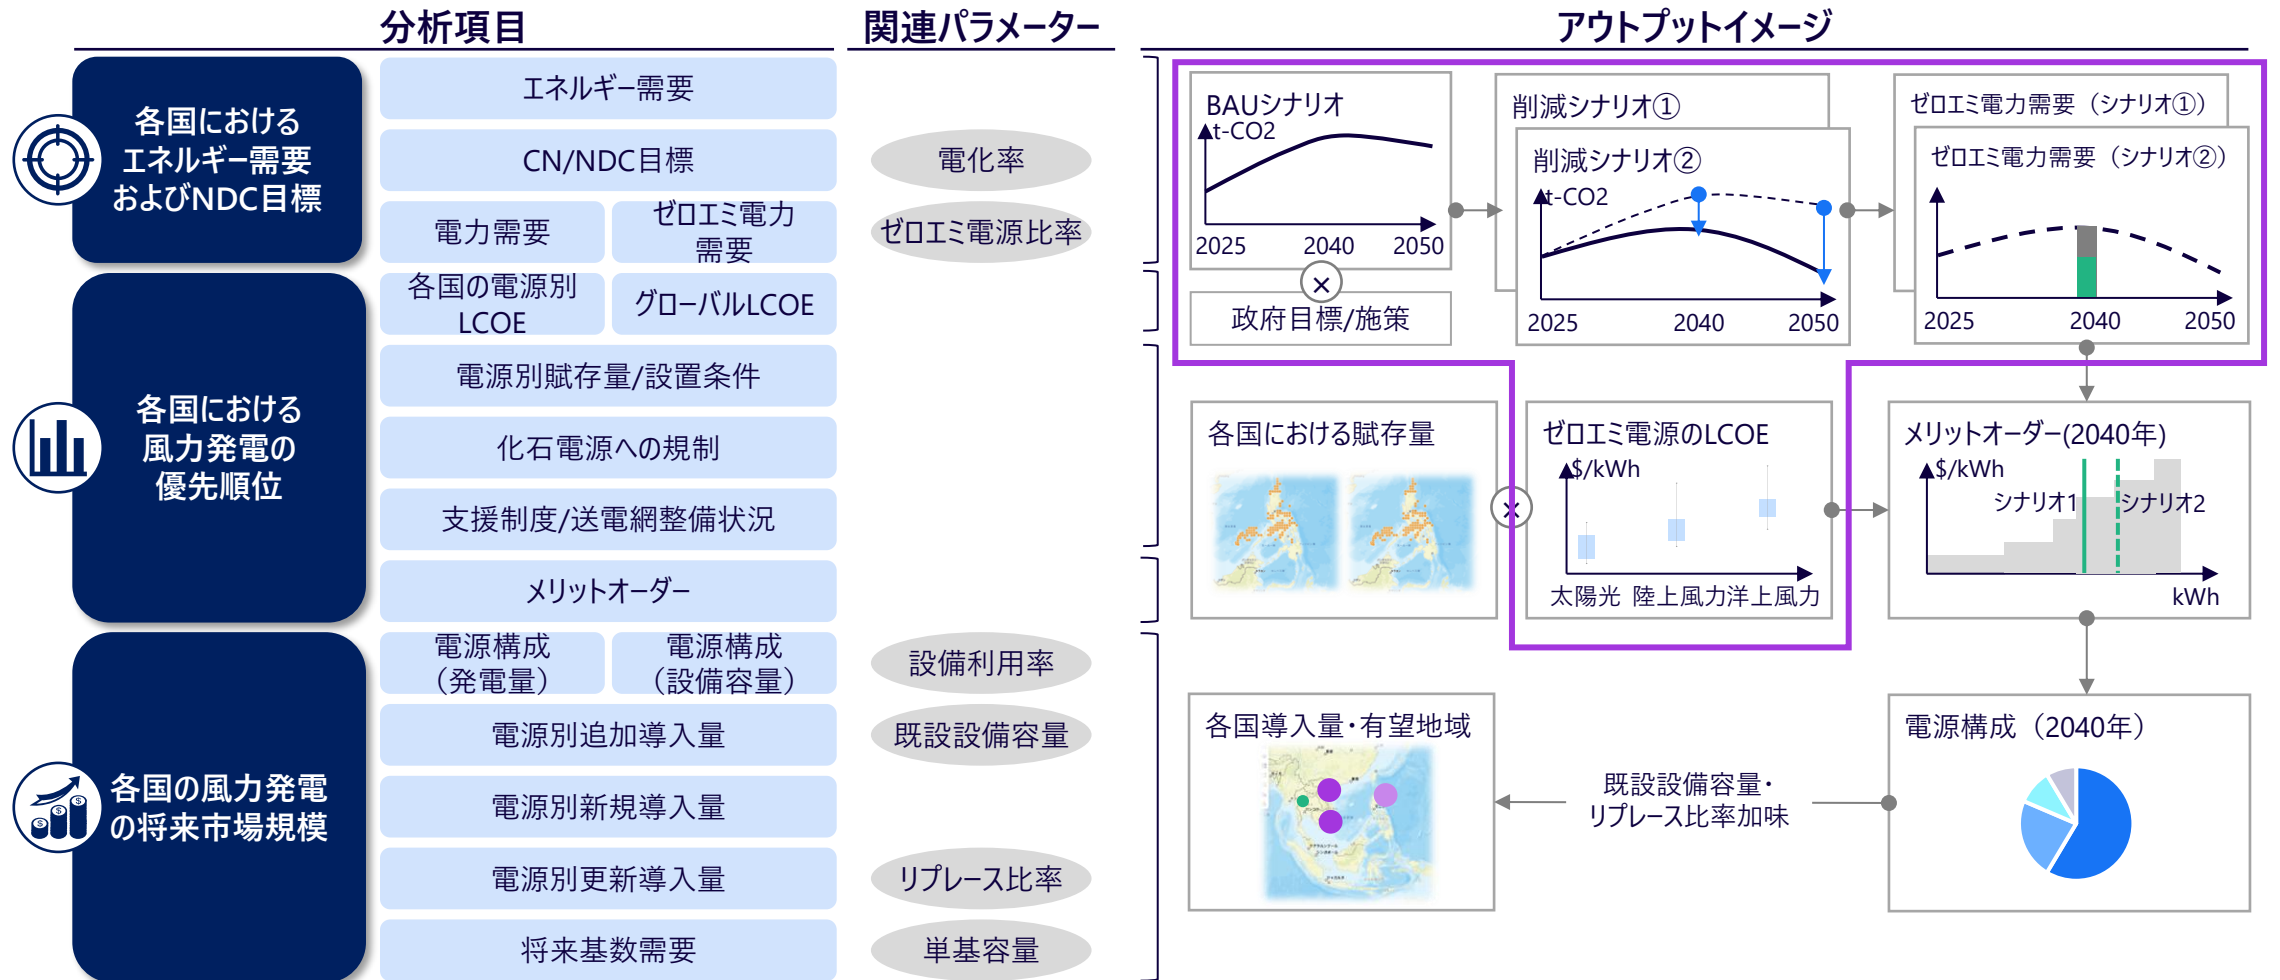 分析項目
関連パラメーター
アウトプットイメージ
各国における
エネルギー需要
およびNDC目標
エネルギー需要
CN/NDC目標
電力需要
ゼロエミ電力
需要
電化率
ゼロエミ電源比率
各国における
風力発電の
優先順位
各国の電源別
LCOE
グローバルLCOE
電源別賦存量/設置条件
化石電源への規制
支援制度/送電網整備状況
メリットオーダー
各国の風力発電
の将来市場規模
電源構成
（発電量）
電源構成
（設備容量）
設備利用率
電源別追加導入量
既設設備容量
電源別新規導入量
電源別更新導入量
リプレース比率
将来基数需要
単基容量
BAUシナリオ
t-CO2
2025
2040
2050
×
政府目標/施策
削減シナリオ①
削減シナリオ②
t-CO2
2025
2040
2050
ゼロエミ電力需要（シナリオ①）
ゼロエミ電力需要（シナリオ②）
2025
2040
2050
各国における賦存量
×
ゼロエミ電源のLCOE
$/kWh
太陽光
陸上風力
洋上風力
メリットオーダー(2040年)
$/kWh
シナリオ1
シナリオ2
kWh
各国導入量・有望地域
既設設備容量・
リプレース比率加味
電源構成（2040年）